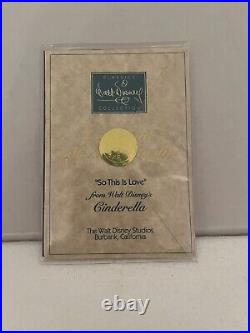 CLASSICS
Walt Disney
COLLECTION
"So This Is Love"
from Walt Disney's
Cinderella
The Walt Disney Studios
Burbank, California